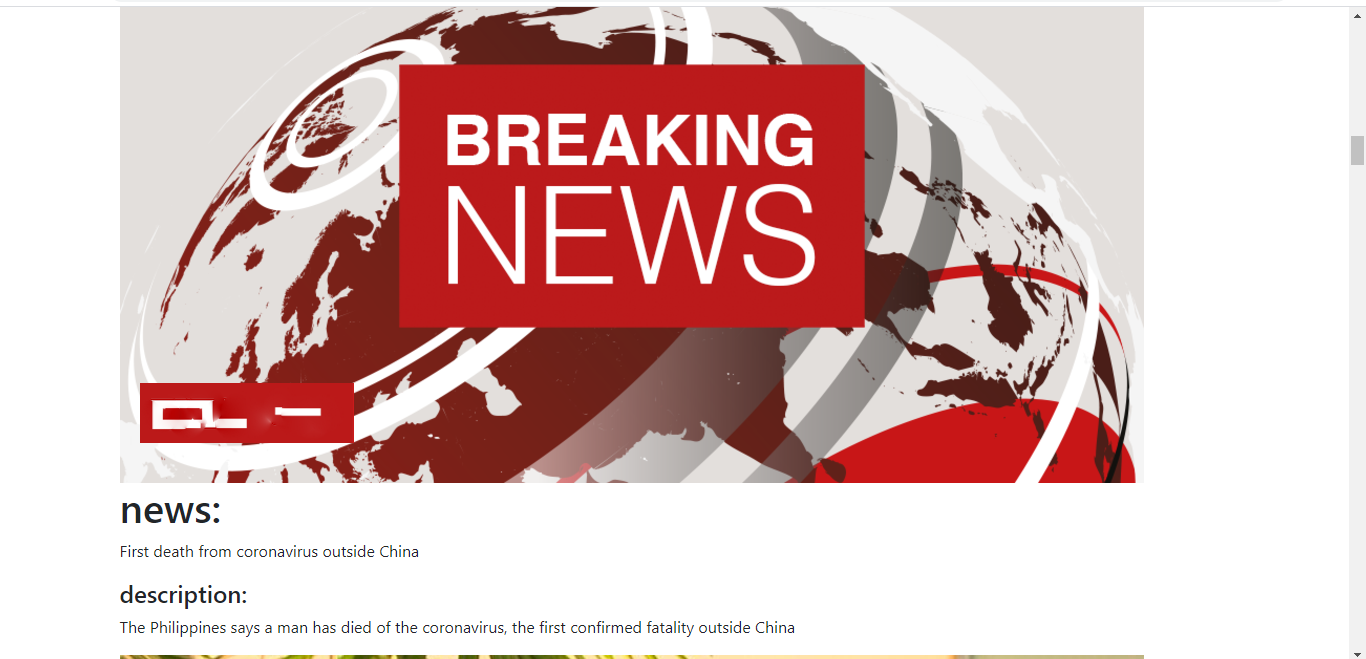 BREAKING
NEWS
news:
First death from coronavirus outside China
description:
The Philippines says a man has died of the coronavirus, the first confirmed fatality outside China